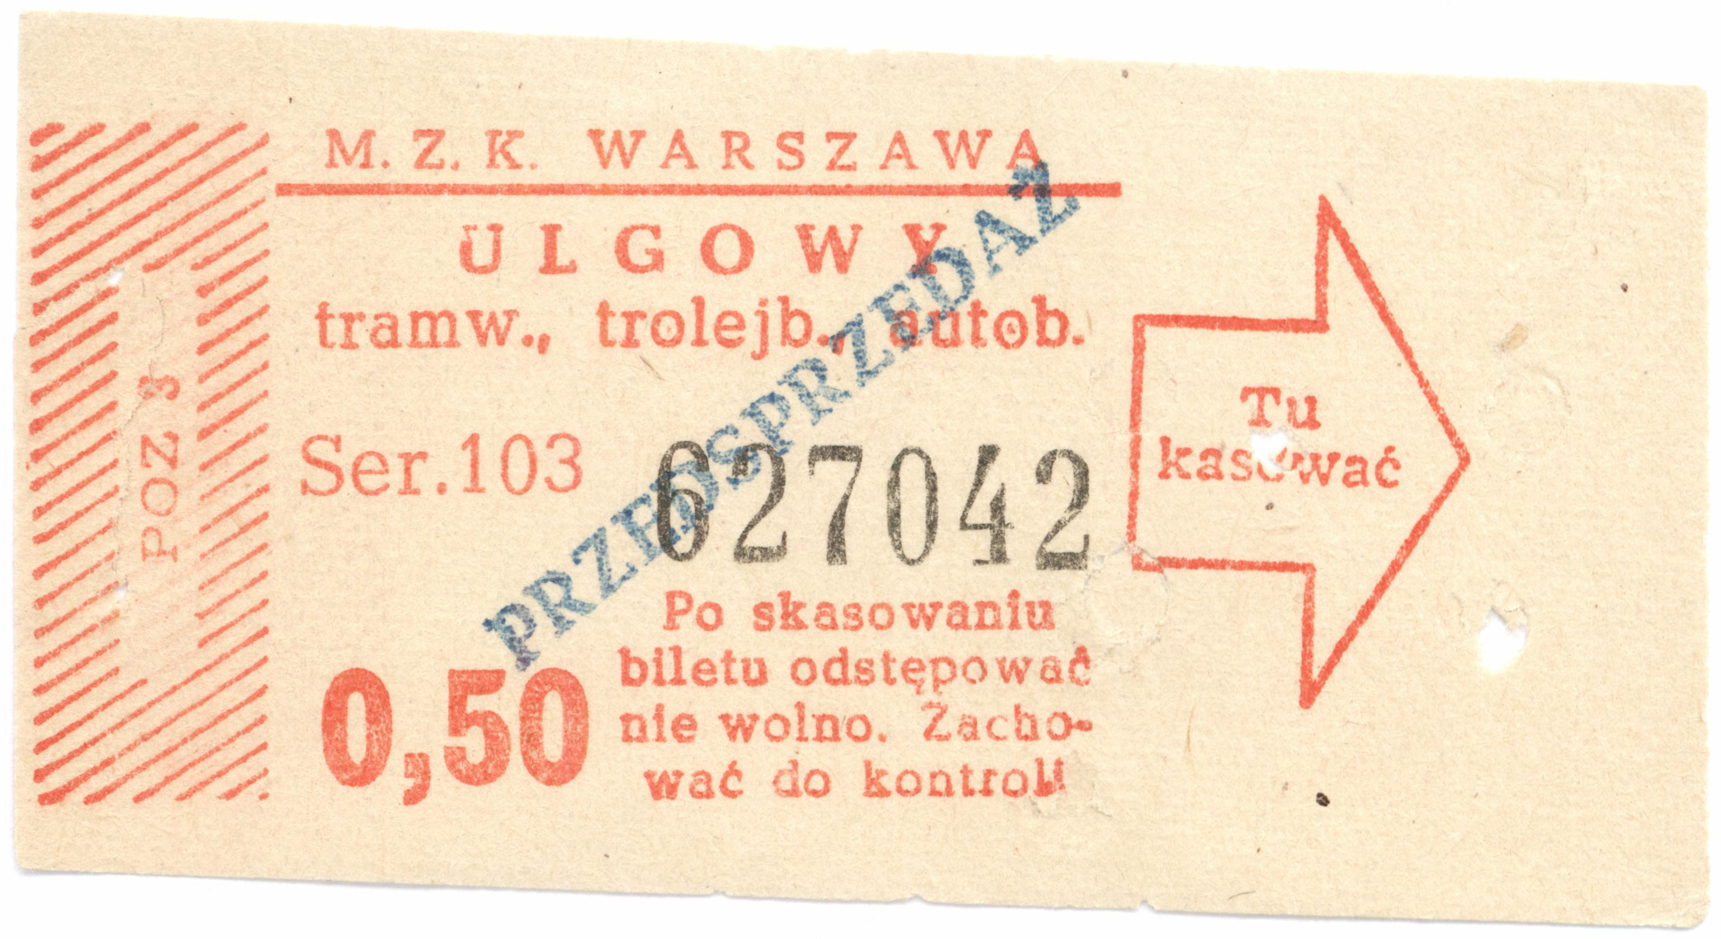 M. Z. K. WARSZAWA
ULGOWY
tramw., trolejb., autob.
PRZEDSPRZEDAŻ
Ser.103 627042
0,50
Po skasowaniu
biletu odstępować
nie wolno. Zacho-
wać do kontroli
Tu
kasować
POZ 3